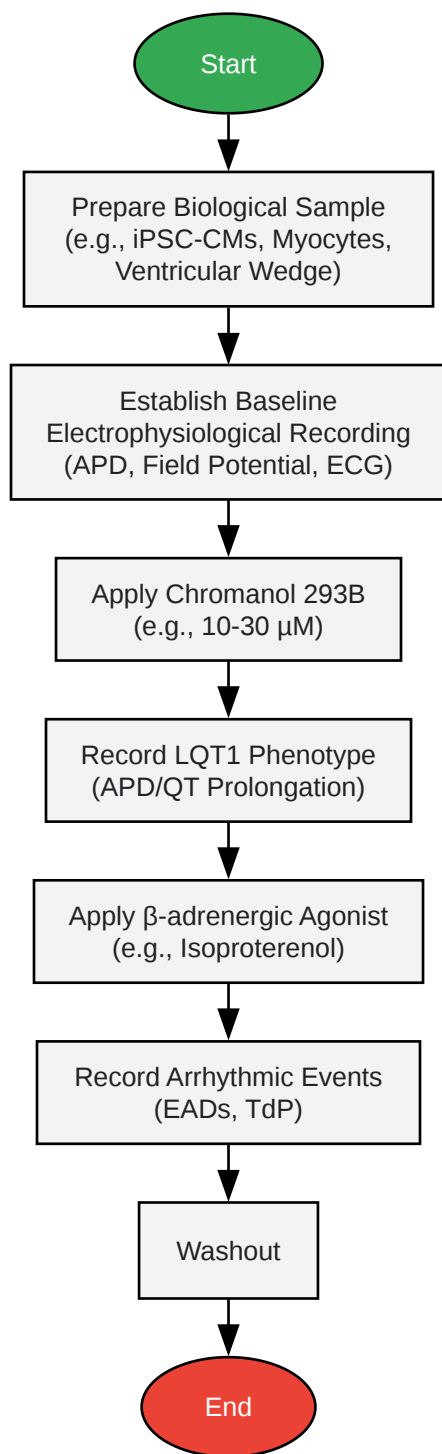 Start
Prepare Biological Sample
(e.g., iPSC-CMs, Myocytes,
Ventricular Wedge)
Establish Baseline
Electrophysiological Recording
(APD, Field Potential, ECG)
Apply Chromanol 293B
(e.g., 10-30 µM)
Record LQT1 Phenotype
(APD/QT Prolongation)
Apply β-adrenergic Agonist
(e.g., Isoproterenol)
Record Arrhythmic Events
(EADs, TdP)
Washout
End